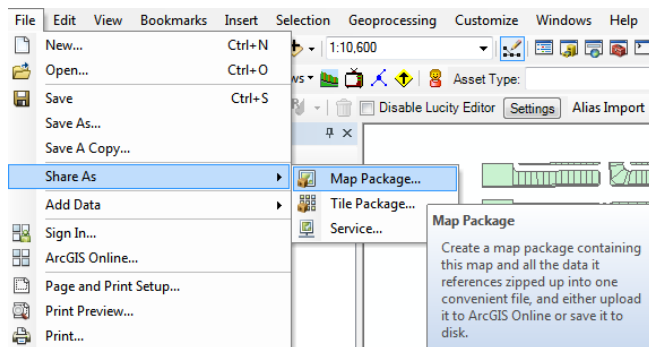 File Edit View Bookmarks Insert Selection Geoprocessing Customize Windows Help
New... Ctrl+N
1:10,600
Open... Ctrl+O
Asset Type:
Save Ctrl+S
Disable Lucity Editor Settings Alias Import
Save As...
Save A Copy...
Share As
Map Package...
Add Data
Tile Package...
Sign In...
Service...
ArcGIS Online...
Page and Print Setup...
Print Preview...
Print...
Map Package
Create a map package containing
this map and all the data it
references zipped up into one
convenient file, and either upload
it to ArcGIS Online or save it to
disk.